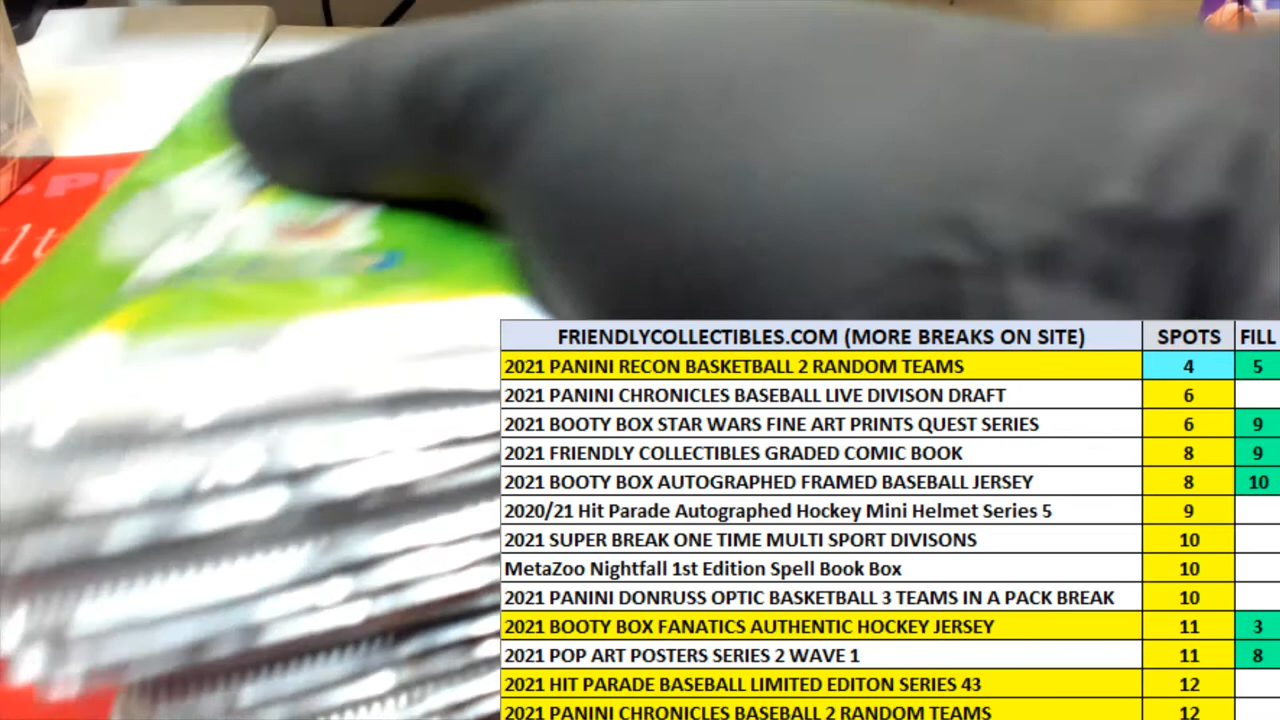 FRIENDLYCOLLECTIBLES.COM (MORE BREAKS ON SITE) SPOTS FILL
2021 PANINI RECON BASKETBALL 2 RANDOM TEAMS 4 5
2021 PANINI CHRONICLES BASEBALL LIVE DIVISON DRAFT 6
2021 BOOTY BOX STAR WARS FINE ART PRINTS QUEST SERIES 6 9
2021 FRIENDLY COLLECTIBLES GRADED COMIC BOOK 8 9
2021 BOOTY BOX AUTOGRAPHED FRAMED BASEBALL JERSEY 8 10
2020/21 Hit Parade Autographed Hockey Mini Helmet Series 5 9
2021 SUPER BREAK ONE TIME MULTI SPORT DIVISONS 10
MetaZoo Nightfall 1st Edition Spell Book Box 10
2021 PANINI DONRUSS OPTIC BASKETBALL 3 TEAMS IN A PACK BREAK 10
2021 BOOTY BOX FANATICS AUTHENTIC HOCKEY JERSEY 11 3
2021 POP ART POSTERS SERIES 2 WAVE 1 11 8
2021 HIT PARADE BASEBALL LIMITED EDITON SERIES 43 12
2021 PANINI CHRONICLES BASEBALL 2 RANDOM TEAMS 12